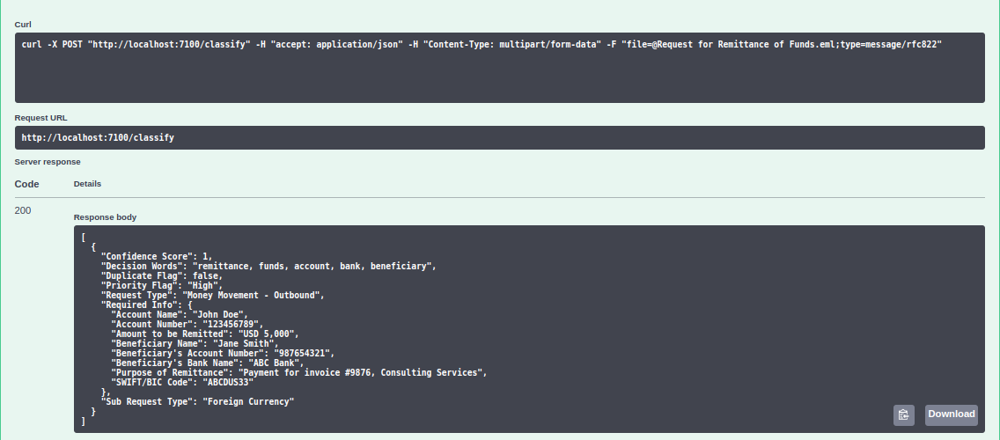 Curl
curl -X POST "http://localhost:7100/classify" -H "accept: application/json" -H "Content-Type: multipart/form-data" -F "file=@Request for Remittance of Funds.eml;type=message/rfc822"
Request URL
http://localhost:7100/classify
Server response
Code Details
200
Response body
[
  {
    "Confidence Score": 1,
    "Decision Words": "remittance, funds, account, bank, beneficiary",
    "Duplicate Flag": false,
    "Priority Flag": "High",
    "Request Type": "Money Movement - Outbound",
    "Required Info": {
      "Account Name": "John Doe",
      "Account Number": "123456789",
      "Amount to be Remitted": "USD 5,000",
      "Beneficiary Name": "Jane Smith",
      "Beneficiary's Account Number": "987654321",
      "Beneficiary's Bank Name": "ABC Bank",
      "Purpose of Remittance": "Payment for invoice #9876, Consulting Services",
      "SWIFT/BIC Code": "ABCDUS33"
    },
    "Sub Request Type": "Foreign Currency"
  }
]
Download